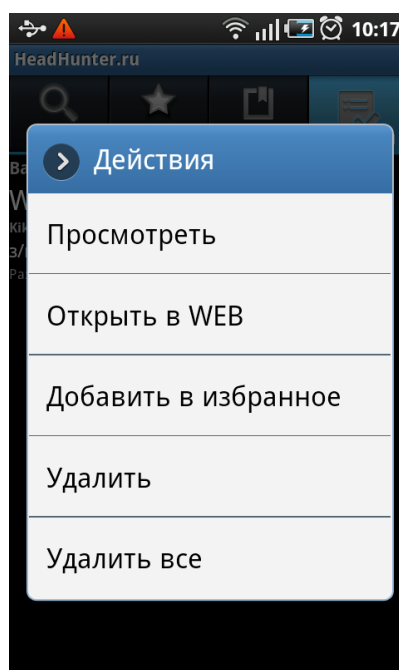 10:17
HeadHunter.ru
Действия
Просмотреть
Открыть в WEB
Добавить в избранное
Удалить
Удалить все